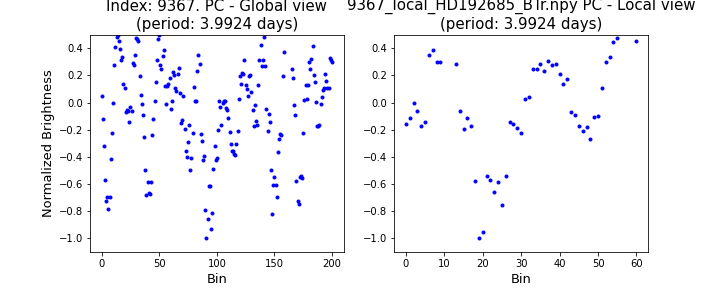 Index: 9367. PC - Global view
(period: 3.9924 days)
9367_local_HD192685_BTr.npy PC - Local view
(period: 3.9924 days)
Normalized Brightness
0.4
0.2
0.0
−0.2
−0.4
−0.6
−0.8
−1.0
0 50 100 150 200
Bin
0.4
0.2
0.0
−0.2
−0.4
−0.6
−0.8
−1.0
0 10 20 30 40 50 60
Bin